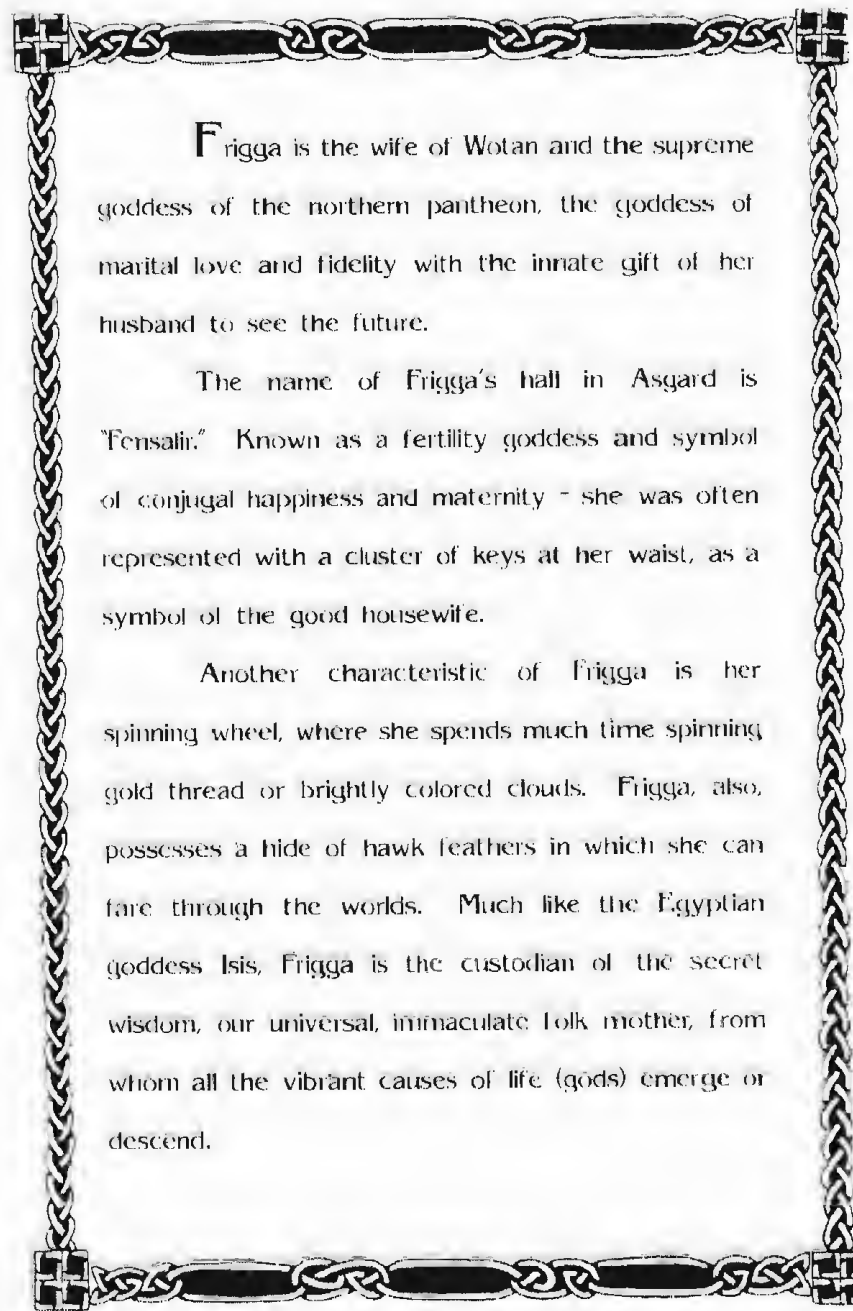 Frigga is the wife of Wotan and the supreme
goddess of the northern pantheon, the goddess of
marital love and fidelity with the innate gift of her
husband to see the future.
The name of Frigga's hall in Asgard is
"Fensalir." Known as a fertility goddess and symbol
of conjugal happiness and maternity - she was often
represented with a cluster of keys at her waist, as a
symbol of the good housewife.
Another characteristic of Frigga is her
spinning wheel, where she spends much time spinning
gold thread or brightly colored clouds. Frigga, also,
possesses a hide of hawk feathers in which she can
fare through the worlds. Much like the Egyptian
goddess Isis, Frigga is the custodian of the secret
wisdom, our universal, immaculate folk mother, from
whom all the vibrant causes of life (gods) emerge or
descend.